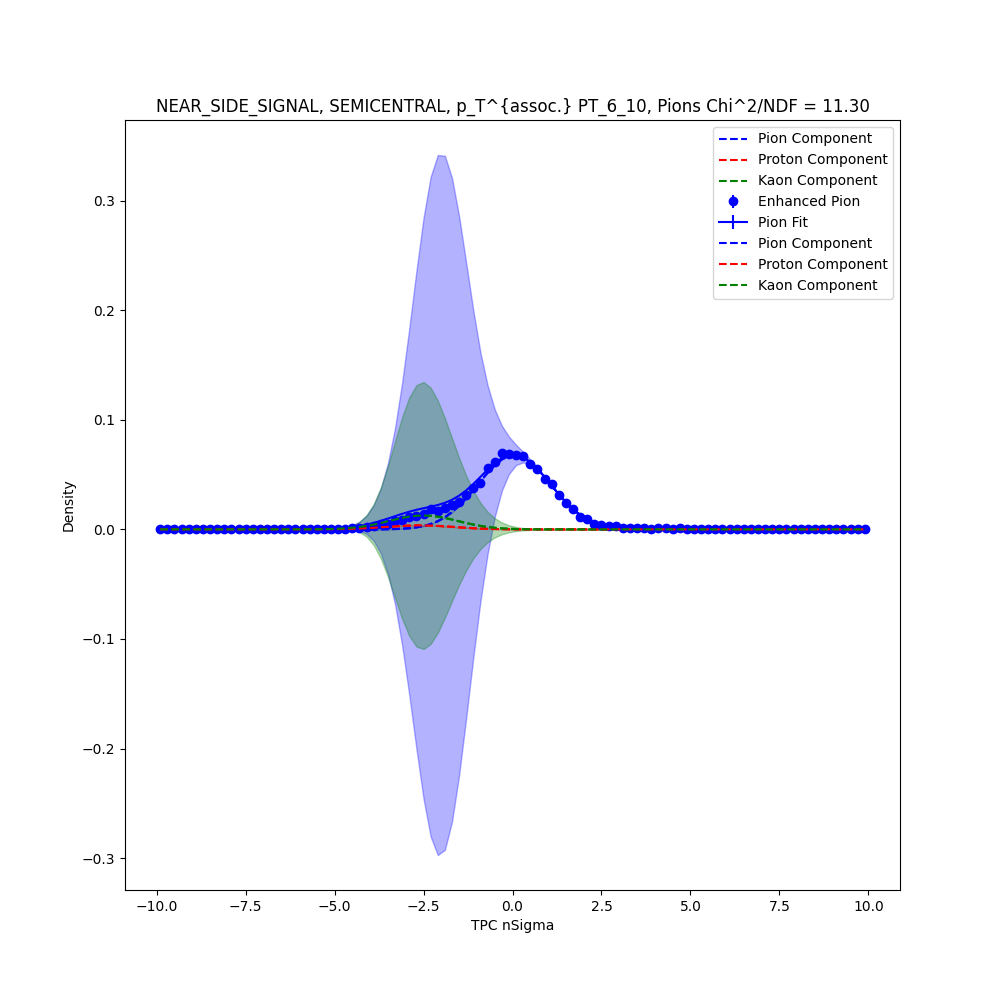 NEAR_SIDE_SIGNAL, SEMICENTRAL, p_T^{assoc.} PT_6_10, Pions Chi^2/NDF = 11.30
Pion Component
Proton Component
Kaon Component
Enhanced Pion
Pion Fit
Pion Component
Proton Component
Kaon Component
0.3
0.2
0.1
0.0
−0.1
−0.2
−0.3
Density
−10.0 −7.5 −5.0 −2.5 0.0 2.5 5.0 7.5 10.0
TPC nSigma